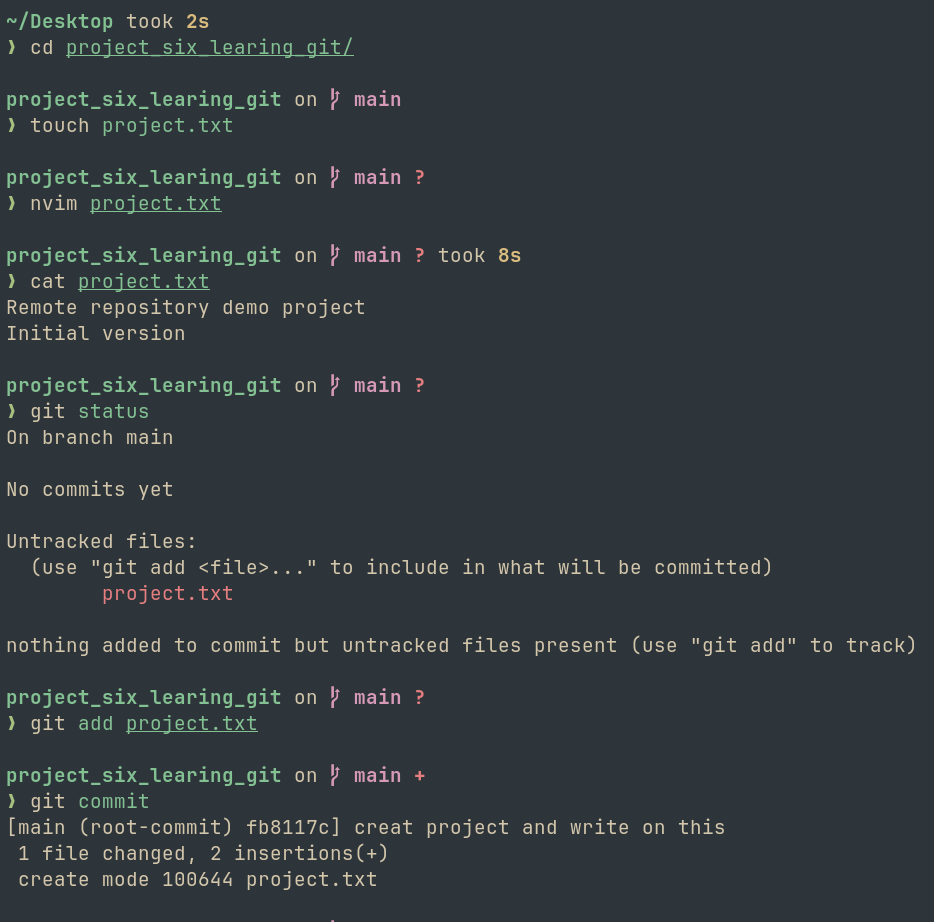 ~/Desktop took 2s
❱ cd project_six_learing_git/
project_six_learing_git on main
❱ touch project.txt
project_six_learing_git on main ?
❱ nvim project.txt
project_six_learing_git on main ? took 8s
❱ cat project.txt
Remote repository demo project
Initial version
project_six_learing_git on main ?
❱ git status
On branch main
No commits yet
Untracked files:
  (use "git add <file>..." to include in what will be committed)
        project.txt
nothing added to commit but untracked files present (use "git add" to track)
project_six_learing_git on main ?
❱ git add project.txt
project_six_learing_git on main +
❱ git commit
[main (root-commit) fb8117c] creat project and write on this
 1 file changed, 2 insertions(+)
 create mode 100644 project.txt